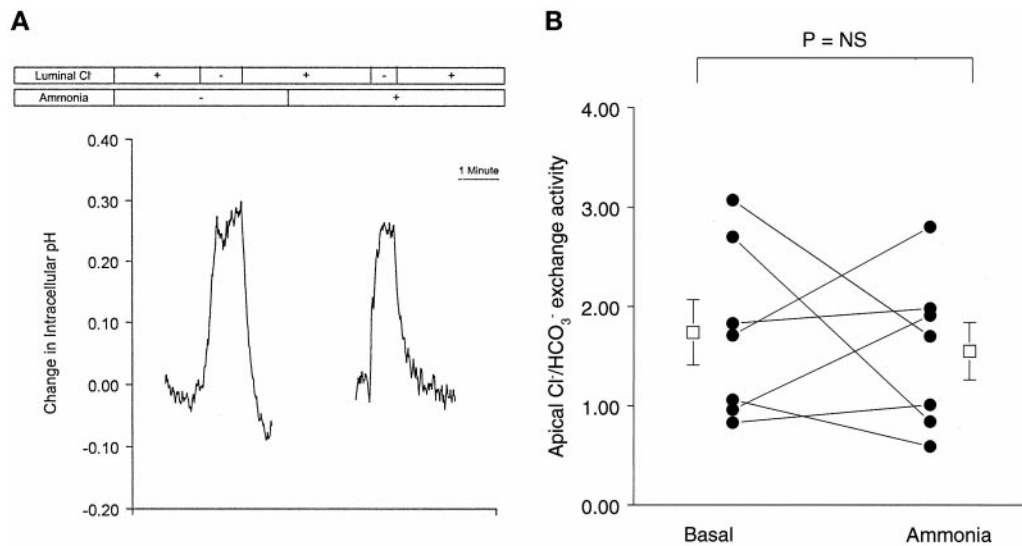 A
Luminal Cl⁻ + - + - +
Ammonia - +
0.40
0.30
0.20
0.10
0.00
-0.10
-0.20
Change in Intracellular pH
1 Minute
B
P = NS
4.00
3.00
2.00
1.00
0.00
Apical Cl⁻/HCO₃⁻ exchange activity
Basal Ammonia